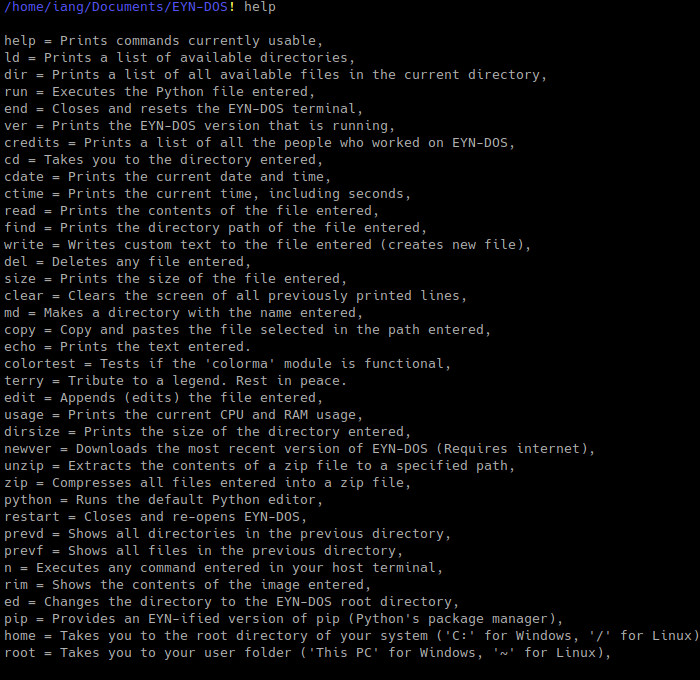 /home/iang/Documents/EYN-DOS! help
help = Prints commands currently usable,
ld = Prints a list of available directories,
dir = Prints a list of all available files in the current directory,
run = Executes the Python file entered,
end = Closes and resets the EYN-DOS terminal,
ver = Prints the EYN-DOS version that is running,
credits = Prints a list of all the people who worked on EYN-DOS,
cd = Takes you to the directory entered,
cdate = Prints the current date and time,
ctime = Prints the current time, including seconds,
read = Prints the contents of the file entered,
find = Prints the directory path of the file entered,
write = Writes custom text to the file entered (creates new file),
del = Deletes any file entered,
size = Prints the size of the file entered,
clear = Clears the screen of all previously printed lines,
md = Makes a directory with the name entered,
copy = Copy and pastes the file selected in the path entered,
echo = Prints the text entered.
colortest = Tests if the 'colorma' module is functional,
terry = Tribute to a legend. Rest in peace.
edit = Appends (edits) the file entered,
usage = Prints the current CPU and RAM usage,
dirsize = Prints the size of the directory entered,
newver = Downloads the most recent version of EYN-DOS (Requires internet),
unzip = Extracts the contents of a zip file to a specified path,
zip = Compresses all files entered into a zip file,
python = Runs the default Python editor,
restart = Closes and re-opens EYN-DOS,
prevd = Shows all directories in the previous directory,
prevf = Shows all files in the previous directory,
n = Executes any command entered in your host terminal,
rim = Shows the contents of the image entered,
ed = Changes the directory to the EYN-DOS root directory,
pip = Provides an EYN-ified version of pip (Python's package manager),
home = Takes you to the root directory of your system ('C:' for Windows, '/' for Linux)
root = Takes you to your user folder ('This PC' for Windows, '~' for Linux),